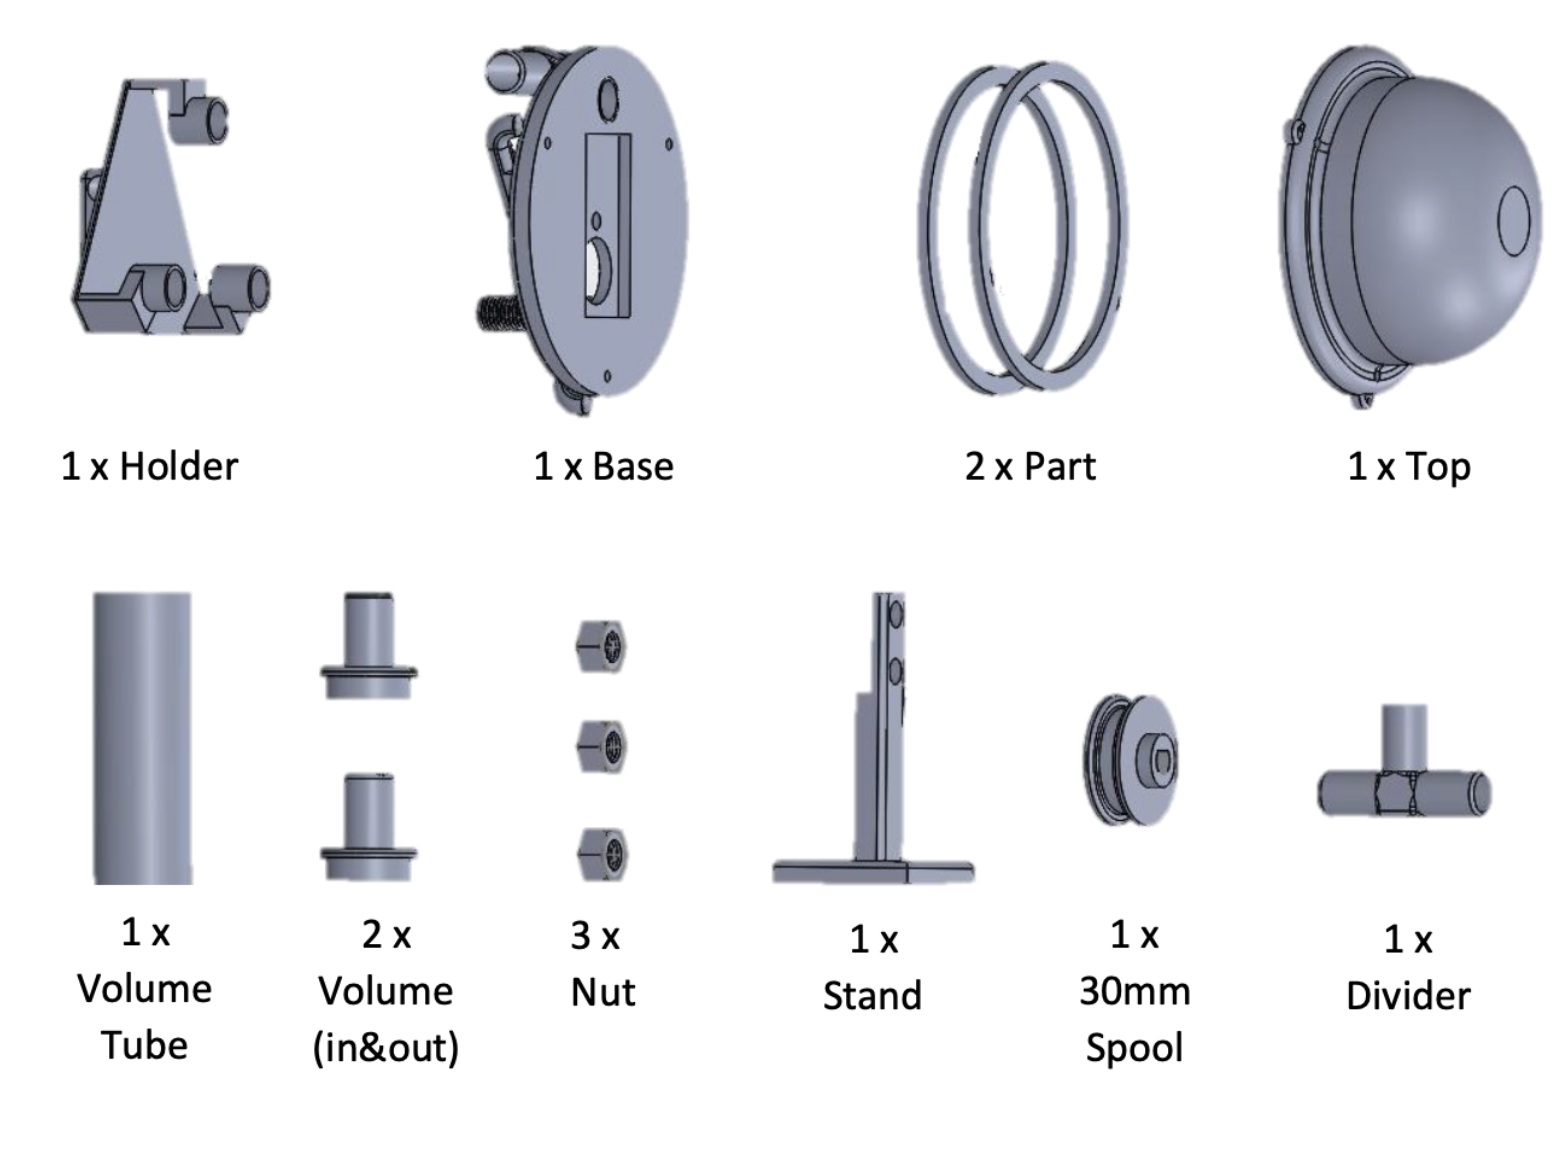 1 x Holder
1 x Base
2 x Part
1 x Top
1 x
Volume
Tube
2 x
Volume
(in&out)
3 x
Nut
1 x
Stand
1 x
30mm
Spool
1 x
Divider